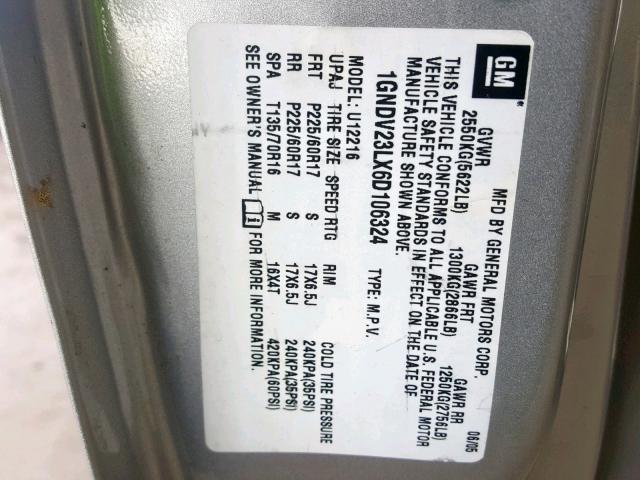 GM
MFD BY GENERAL MOTORS CORP. 06/05
GVWR GAWR FRT GAWR RR
2550KG(5622LB) 1300KG(2866LB) 1250KG(2756LB)
THIS VEHICLE CONFORMS TO ALL APPLICABLE U.S. FEDERAL MOTOR
VEHICLE SAFETY STANDARDS IN EFFECT ON THE DATE OF
MANUFACTURE SHOWN ABOVE.
1GNDV23LX6D106324 TYPE: M.P.V.
MODEL: U12216
UPAJ TIRE SIZE SPEED RTG RIM COLD TIRE PRESSURE
FRT P225/60R17 S 17X6.5J 240KPA(35PSI)
RR P225/60R17 S 17X6.5J 240KPA(35PSI)
SPA T135/70R16 M 16X4T 420KPA(60PSI)
SEE OWNER'S MANUAL FOR MORE INFORMATION.